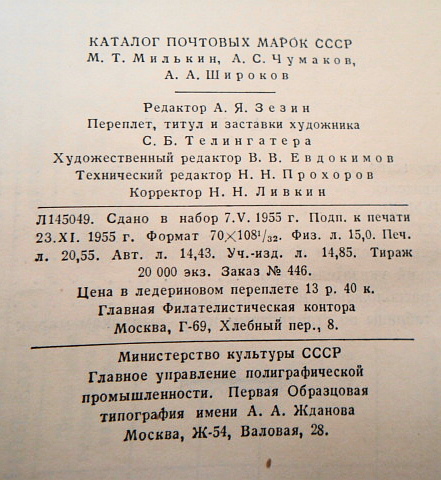 КАТАЛОГ ПОЧТОВЫХ МАРОК СССР
М. Т. Милькин, А. С. Чумаков,
А. А. Широков
Редактор А. Я. Зезин
Переплет, титул и заставки художника
С. Б. Телингатера
Художественный редактор В. В. Евдокимов
Технический редактор Н. Н. Прохоров
Корректор Н. Н. Ливкин
Л145049. Сдано в набор 7.V. 1955 г. Подп. к печати
23.XI. 1955 г. Формат 70×108¹/₃₂. Физ. л. 15,0. Печ.
л. 20,55. Авт. л. 14,43. Уч.-изд. л. 14,85. Тираж
20 000 экз. Заказ № 446.
Цена в ледериновом переплете 13 р. 40 к.
Главная Филателистическая контора
Москва, Г-69, Хлебный пер., 8.
Министерство культуры СССР
Главное управление полиграфической
промышленности. Первая Образцовая
типография имени А. А. Жданова
Москва, Ж-54, Валовая, 28.